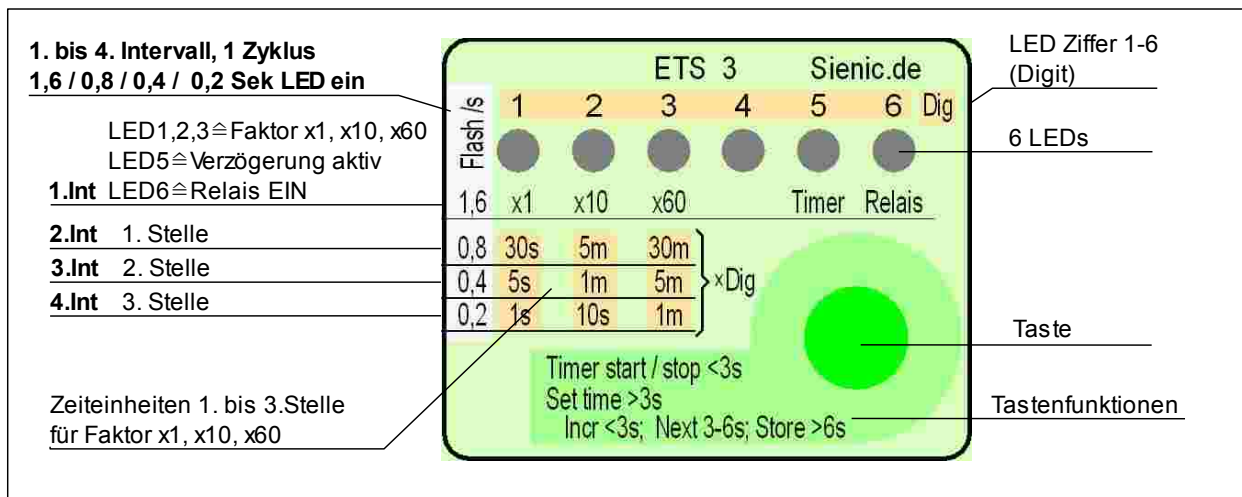 1. bis 4. Intervall, 1 Zyklus
1,6 / 0,8 / 0,4 / 0,2 Sek LED ein
LED1,2,3≙Faktor x1, x10, x60
LED5≙Verzögerung aktiv
1.Int LED6≙Relais EIN
2.Int 1. Stelle
3.Int 2. Stelle
4.Int 3. Stelle
Zeiteinheiten 1. bis 3.Stelle
für Faktor x1, x10, x60
ETS 3 Sienic.de
Flash /s
1 2 3 4 5 6 Dig
1,6 x1 x10 x60 Timer Relais
0,8 30s 5m 30m
0,4 5s 1m 5m ×Dig
0,2 1s 10s 1m
Timer start / stop <3s
Set time >3s
Incr <3s; Next 3-6s; Store >6s
LED Ziffer 1-6
(Digit)
6 LEDs
Taste
Tastenfunktionen